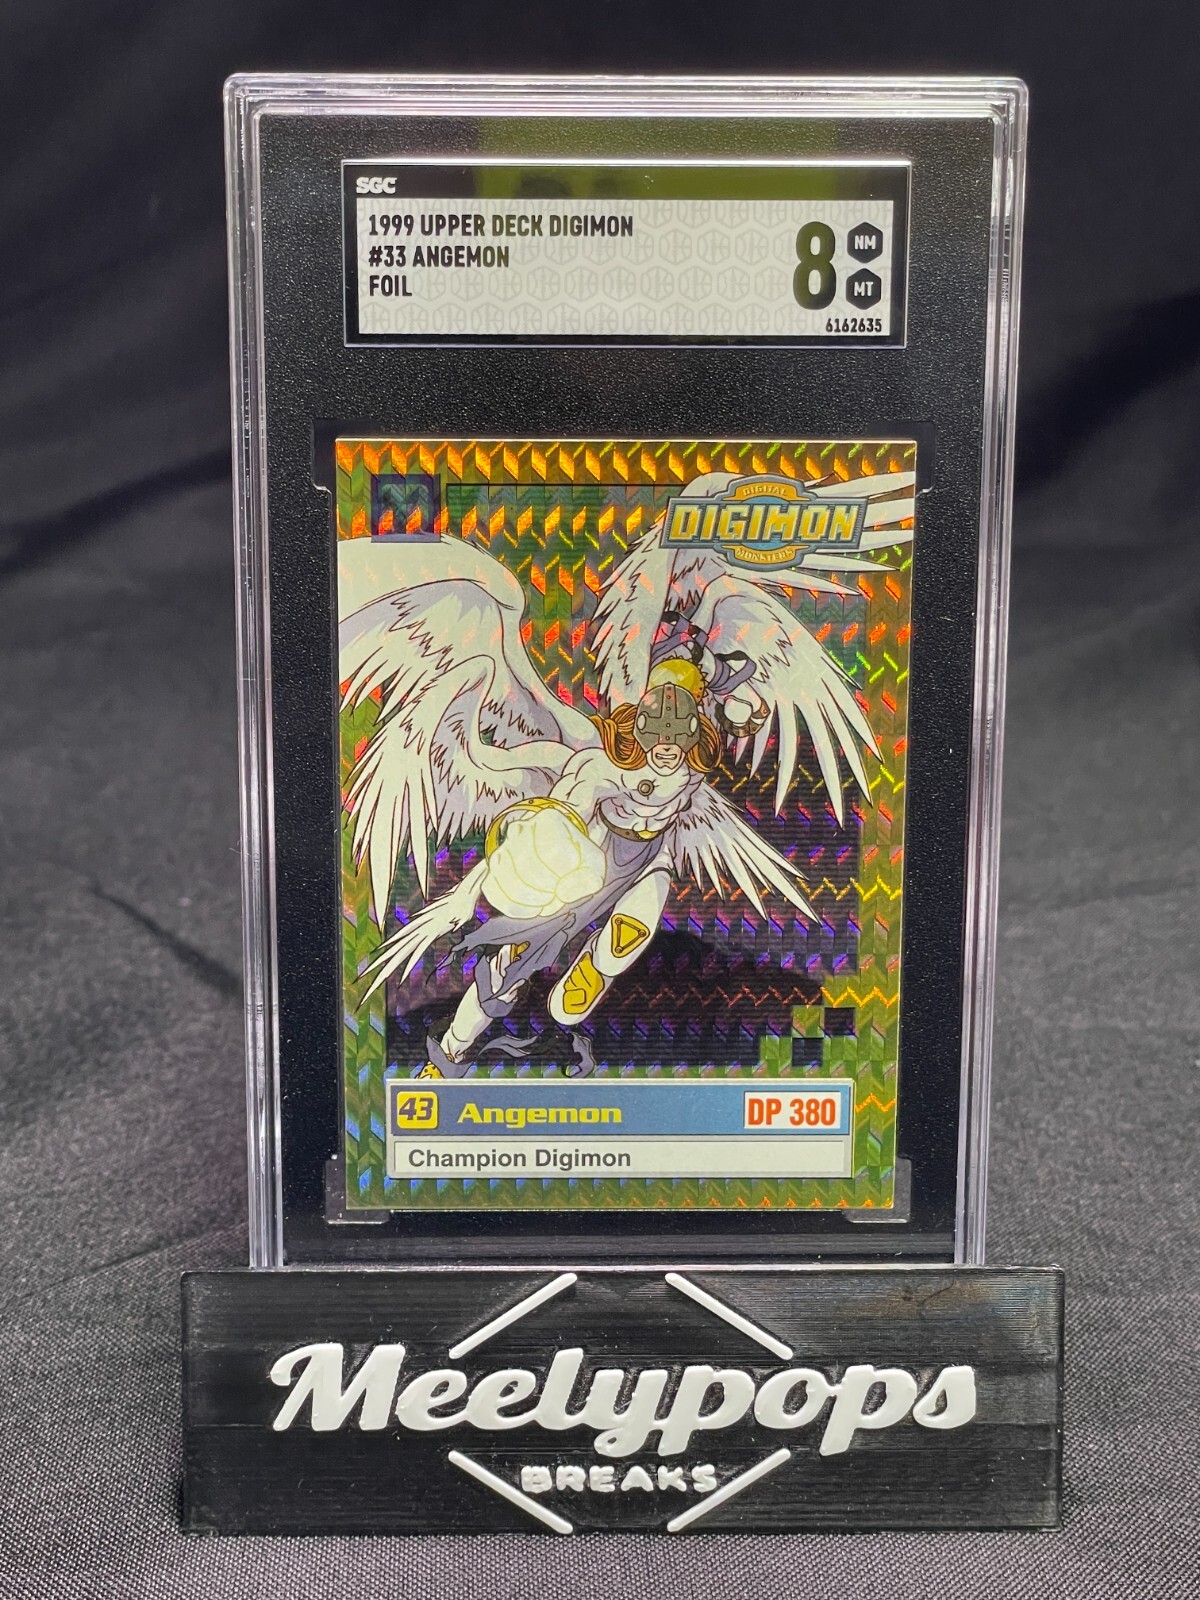 SGC
1999 UPPER DECK DIGIMON
#33 ANGEMON
FOIL
8
NM
MT
6162635
DIGITAL
DIGIMON
MONSTERS
43 Angemon DP 380
Champion Digimon
Meelypops
BREAKS